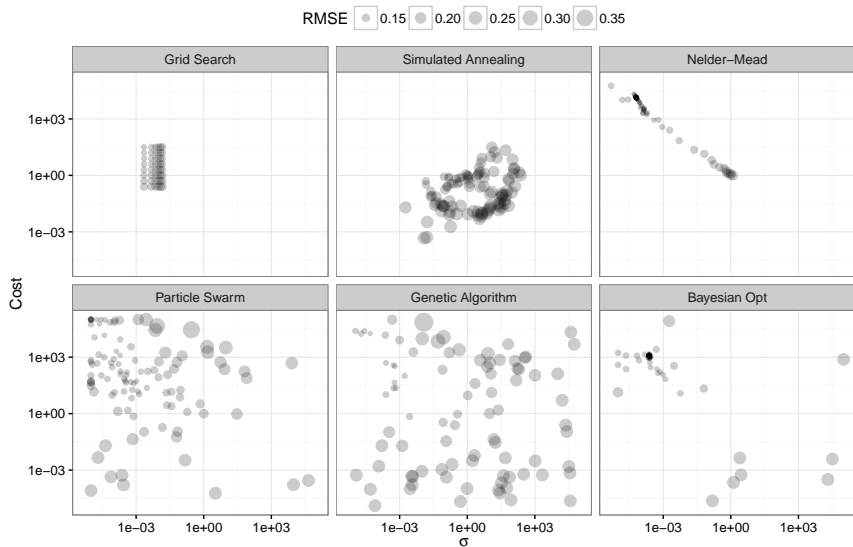 RMSE 0.15 0.20 0.25 0.30 0.35
Grid Search Simulated Annealing Nelder−Mead
1e+03
1e+00
1e−03
Particle Swarm Genetic Algorithm Bayesian Opt
1e+03
1e+00
1e−03
Cost
1e−03 1e+00 1e+03 1e−03 1e+00 1e+03 1e−03 1e+00 1e+03
σ